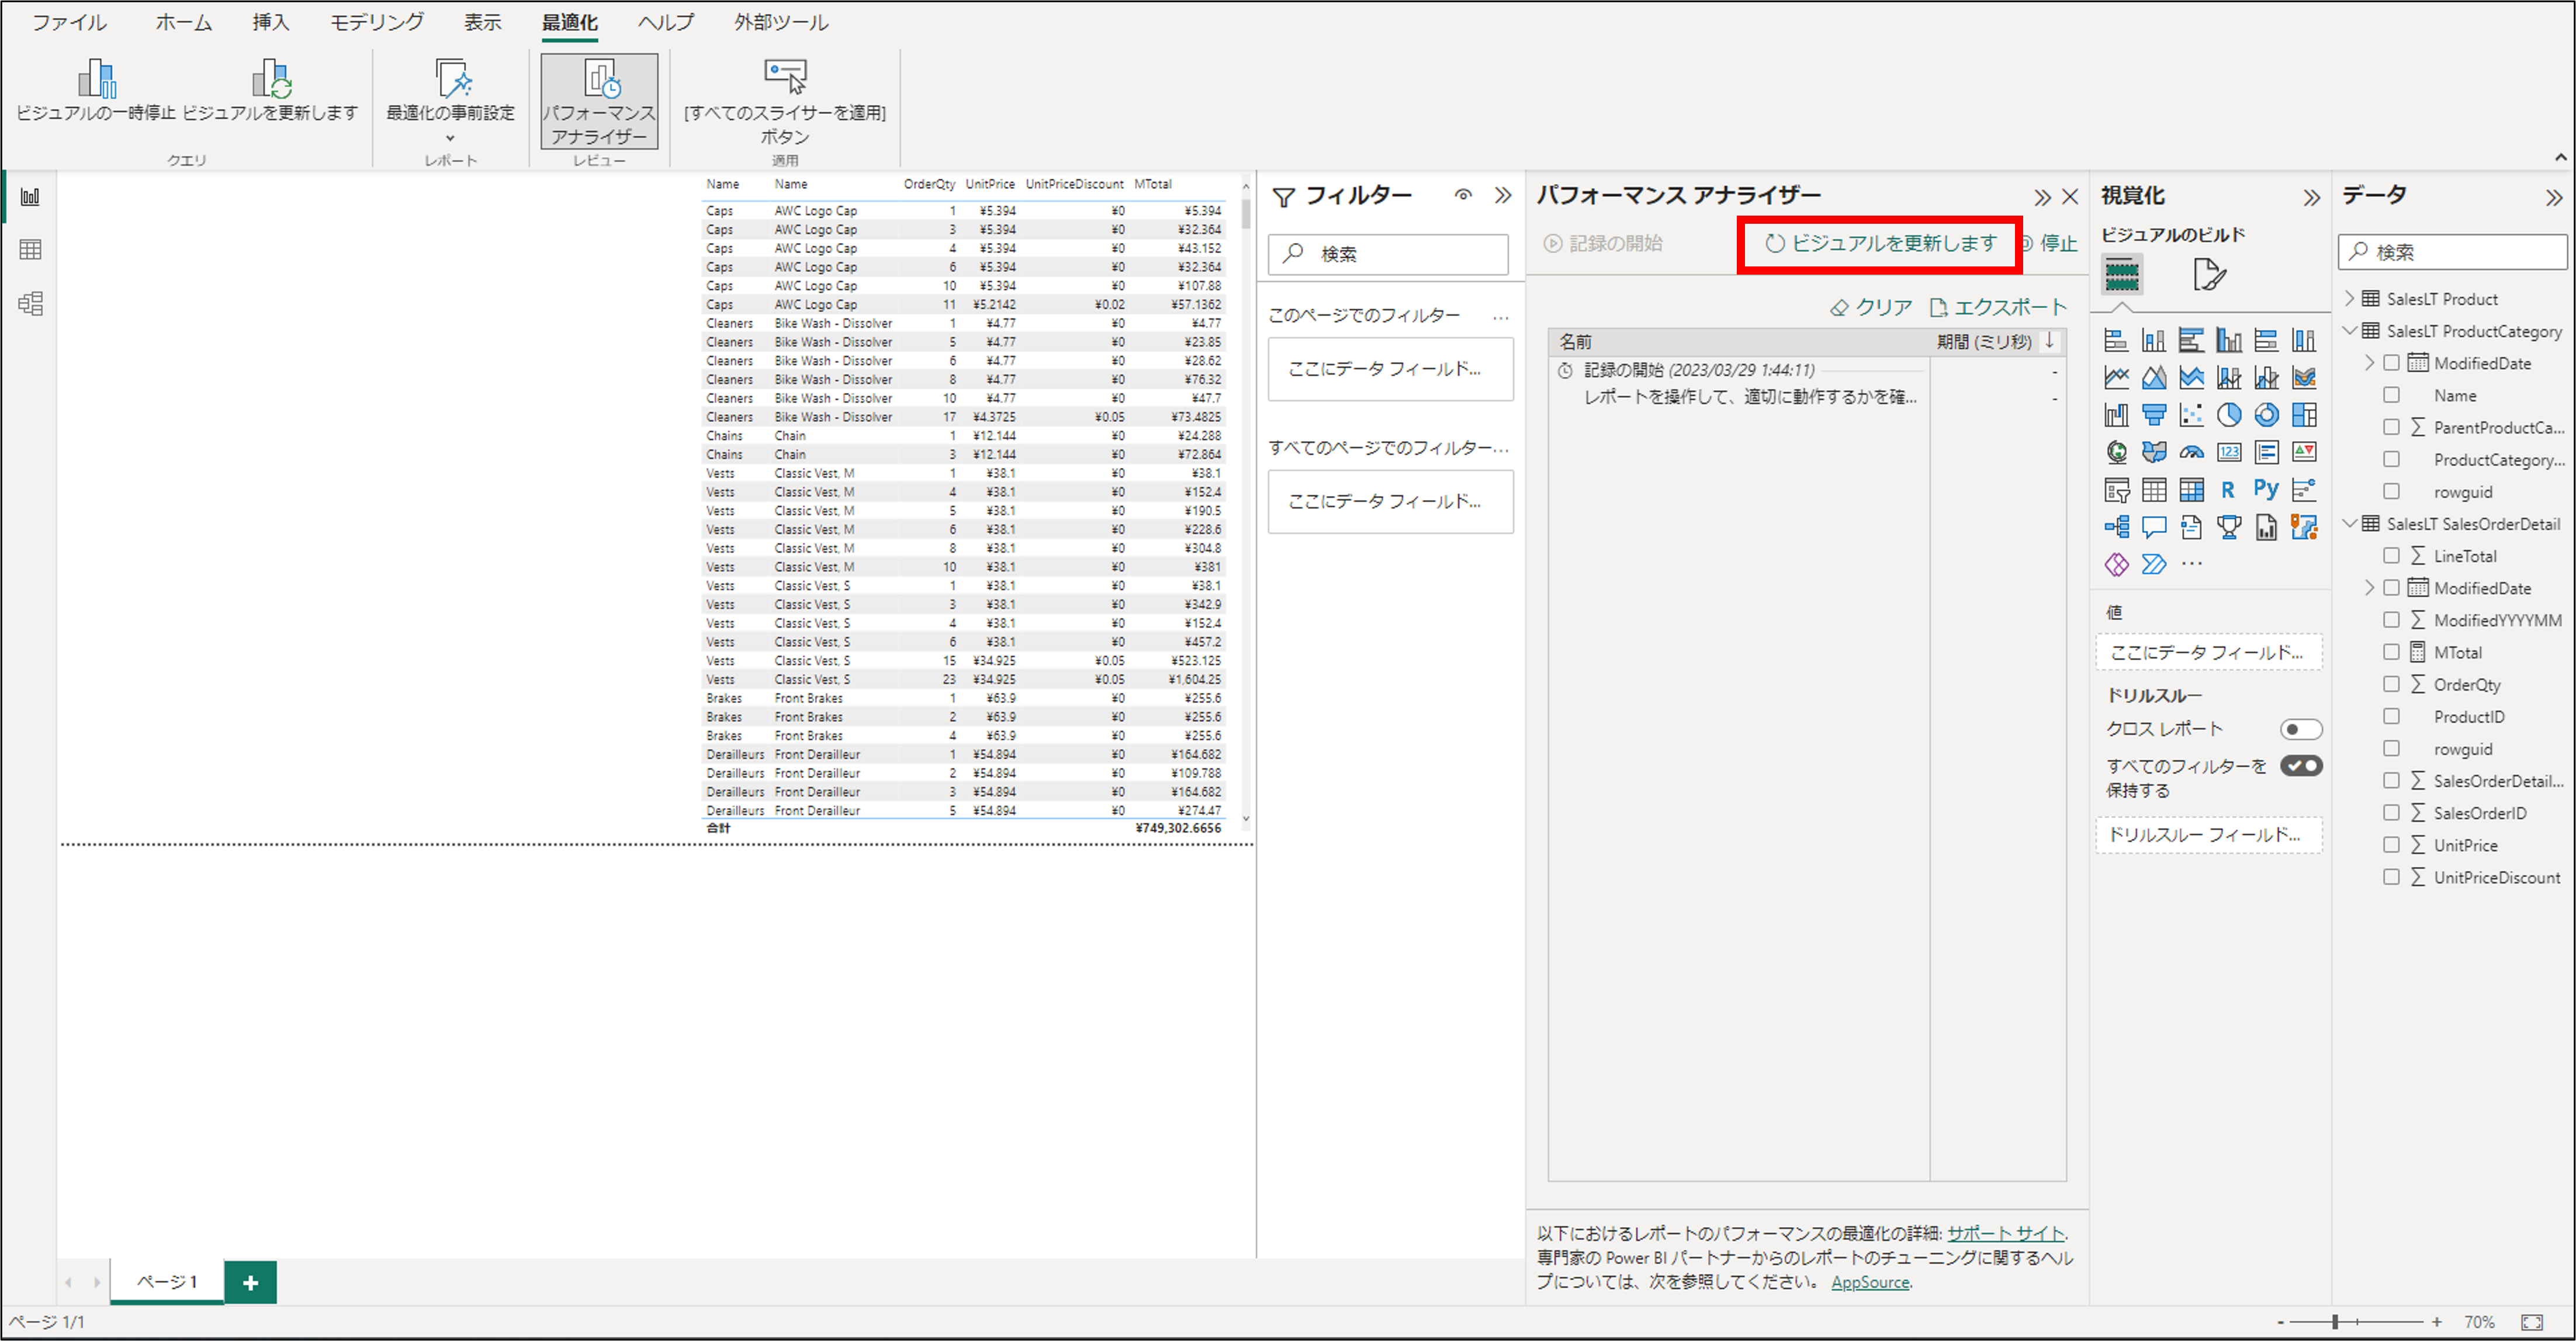 ファイル ホーム 挿入 モデリング 表示 最適化 ヘルプ 外部ツール
ビジュアルの一時停止 ビジュアルを更新します
クエリ
最適化の事前設定
レポート
パフォーマンス
アナライザー
レビュー
[すべてのスライサーを適用]
ボタン
適用
Name Name OrderQty UnitPrice UnitPriceDiscount MTotal
Caps AWC Logo Cap 1 ¥5.394 ¥0 ¥5.394
Caps AWC Logo Cap 3 ¥5.394 ¥0 ¥32.364
Caps AWC Logo Cap 4 ¥5.394 ¥0 ¥43.152
Caps AWC Logo Cap 6 ¥5.394 ¥0 ¥32.364
Caps AWC Logo Cap 10 ¥5.394 ¥0 ¥107.88
Caps AWC Logo Cap 11 ¥5.2142 ¥0.02 ¥57.1362
Cleaners Bike Wash - Dissolver 1 ¥4.77 ¥0 ¥4.77
Cleaners Bike Wash - Dissolver 5 ¥4.77 ¥0 ¥23.85
Cleaners Bike Wash - Dissolver 6 ¥4.77 ¥0 ¥28.62
Cleaners Bike Wash - Dissolver 8 ¥4.77 ¥0 ¥76.32
Cleaners Bike Wash - Dissolver 10 ¥4.77 ¥0 ¥47.7
Cleaners Bike Wash - Dissolver 17 ¥4.3725 ¥0.05 ¥73.4825
Chains Chain 1 ¥12.144 ¥0 ¥24.288
Chains Chain 3 ¥12.144 ¥0 ¥72.864
Vests Classic Vest, M 1 ¥38.1 ¥0 ¥38.1
Vests Classic Vest, M 4 ¥38.1 ¥0 ¥152.4
Vests Classic Vest, M 5 ¥38.1 ¥0 ¥190.5
Vests Classic Vest, M 6 ¥38.1 ¥0 ¥228.6
Vests Classic Vest, M 8 ¥38.1 ¥0 ¥304.8
Vests Classic Vest, M 10 ¥38.1 ¥0 ¥381
Vests Classic Vest, S 1 ¥38.1 ¥0 ¥38.1
Vests Classic Vest, S 3 ¥38.1 ¥0 ¥342.9
Vests Classic Vest, S 4 ¥38.1 ¥0 ¥152.4
Vests Classic Vest, S 6 ¥38.1 ¥0 ¥457.2
Vests Classic Vest, S 15 ¥34.925 ¥0.05 ¥523.125
Vests Classic Vest, S 23 ¥34.925 ¥0.05 ¥1,604.25
Brakes Front Brakes 1 ¥63.9 ¥0 ¥255.6
Brakes Front Brakes 2 ¥63.9 ¥0 ¥255.6
Brakes Front Brakes 4 ¥63.9 ¥0 ¥255.6
Derailleurs Front Derailleur 1 ¥54.894 ¥0 ¥164.682
Derailleurs Front Derailleur 2 ¥54.894 ¥0 ¥109.788
Derailleurs Front Derailleur 3 ¥54.894 ¥0 ¥164.682
Derailleurs Front Derailleur 5 ¥54.894 ¥0 ¥274.47
合計 ¥749,302.6656
フィルター
検索
このページでのフィルター ...
ここにデータ フィールド...
すべてのページでのフィルター...
ここにデータ フィールド...
パフォーマンス アナライザー
記録の開始 ビジュアルを更新します 停止
クリア エクスポート
名前 期間 (ミリ秒)
記録の開始 (2023/03/29 1:44:11) -
レポートを操作して、適切に動作するかを確... -
以下におけるレポートのパフォーマンスの最適化の詳細: サポート サイト.
専門家の Power BI パートナーからのレポートのチューニングに関するヘル
プについては、次を参照してください。 AppSource.
視覚化
ビジュアルのビルド
123
R Py
...
値
ここにデータ フィールド...
ドリルスルー
クロス レポート
すべてのフィルターを
保持する
ドリルスルー フィールド...
データ
検索
SalesLT Product
SalesLT ProductCategory
ModifiedDate
Name
∑ ParentProductCa...
ProductCategory...
rowguid
SalesLT SalesOrderDetail
∑ LineTotal
ModifiedDate
∑ ModifiedYYYYMM
MTotal
∑ OrderQty
ProductID
rowguid
∑ SalesOrderDetail...
∑ SalesOrderID
∑ UnitPrice
∑ UnitPriceDiscount
ページ 1 +
ページ 1/1
- + 70%